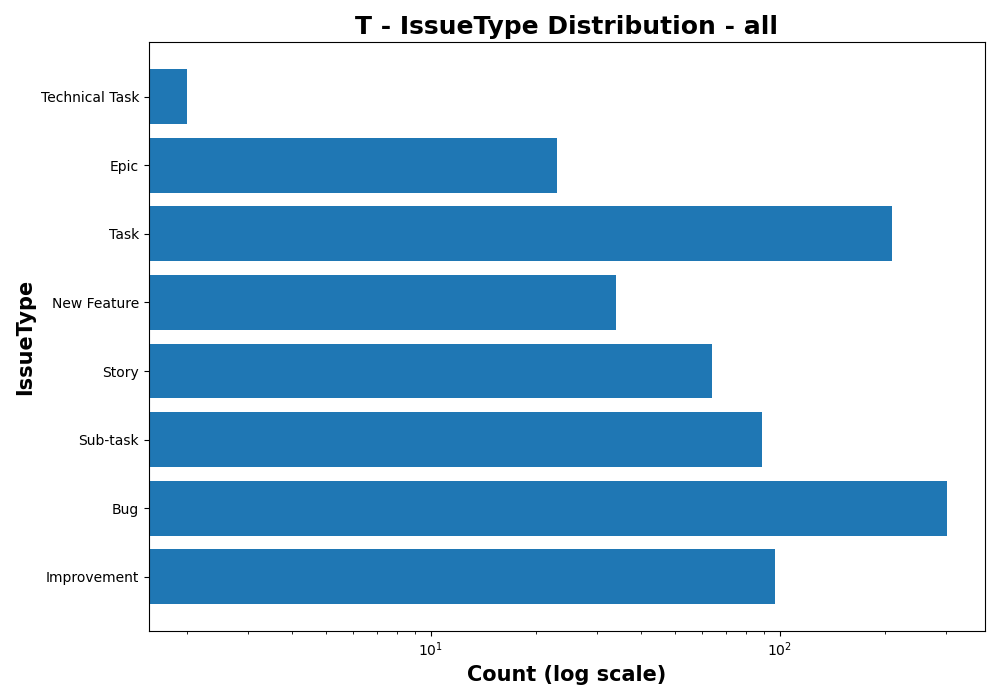 T - IssueType Distribution - all
Technical Task
Epic
Task
New Feature
Story
Sub-task
Bug
Improvement
IssueType
10¹
10²
Count (log scale)